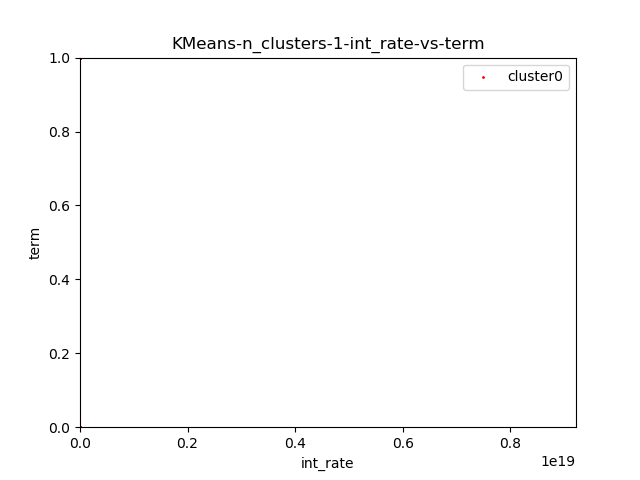 KMeans-n_clusters-1-int_rate-vs-term
cluster0
1.0
0.8
0.6
0.4
0.2
0.0
term
0.0 0.2 0.4 0.6 0.8
int_rate
1e19